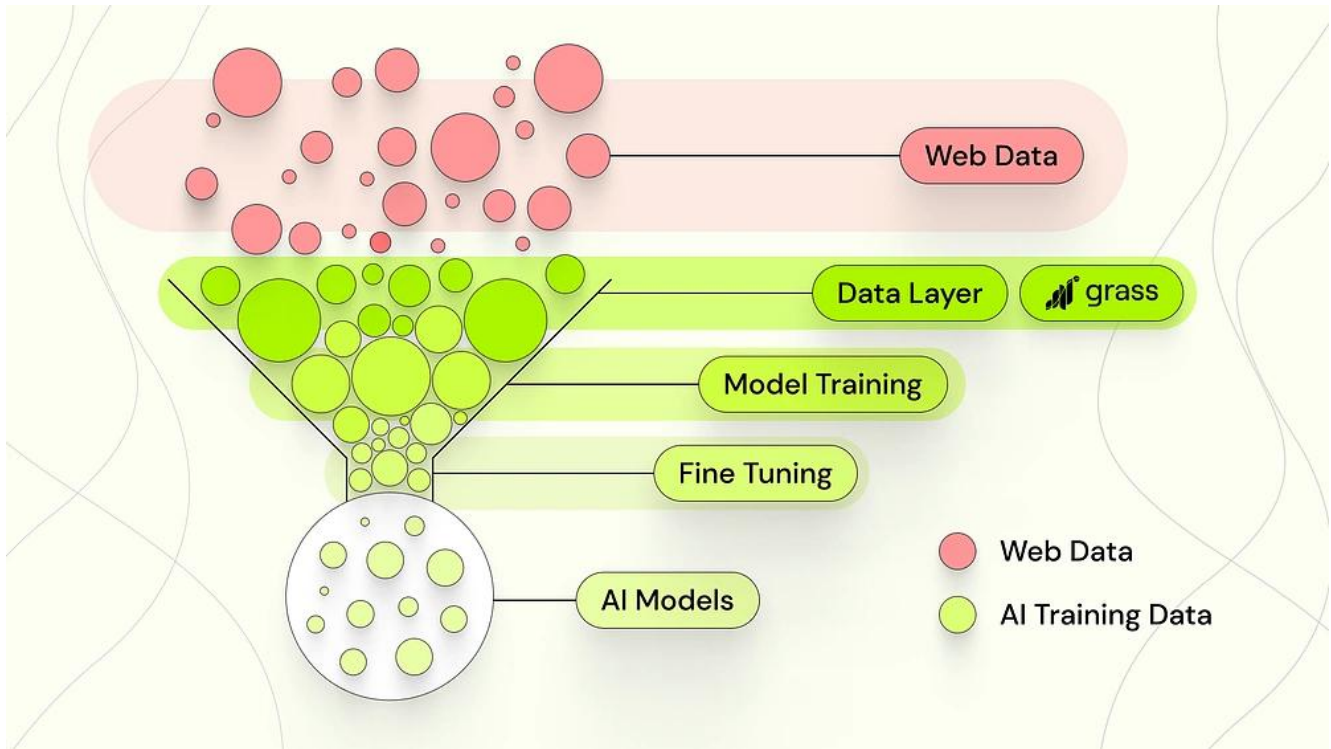 Web Data
Data Layer
grass
Model Training
Fine Tuning
AI Models
Web Data
AI Training Data